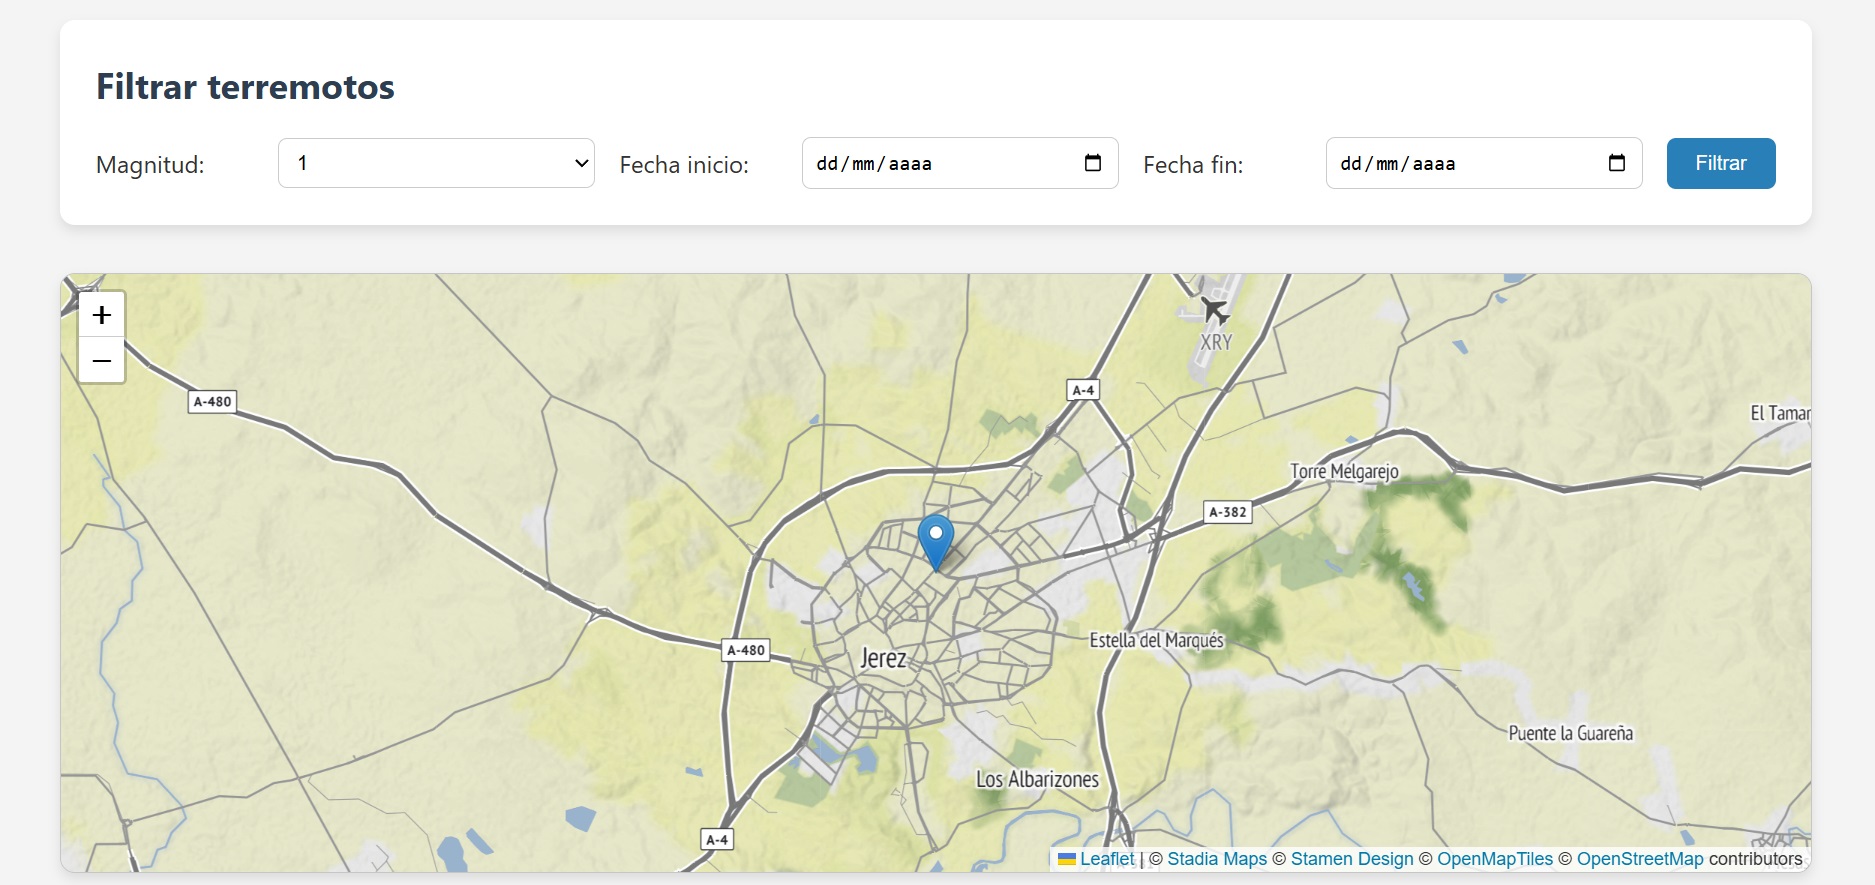 Filtrar terremotos
Magnitud: 1 Fecha inicio: dd/mm/aaaa Fecha fin: dd/mm/aaaa Filtrar
+
−
XRY
A-4
A-480
El Tamar
Torre Melgarejo
A-382
Estella del Marqués
A-480
Jerez
Puente la Guareña
Los Albarizones
A-4
Leaflet | © Stadia Maps © Stamen Design © OpenMapTiles © OpenStreetMap contributors